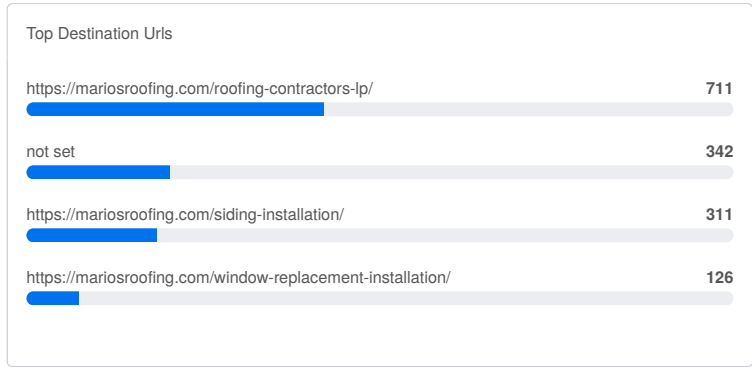 Top Destination Urls
https://mariosroofing.com/roofing-contractors-lp/ 711
not set 342
https://mariosroofing.com/siding-installation/ 311
https://mariosroofing.com/window-replacement-installation/ 126